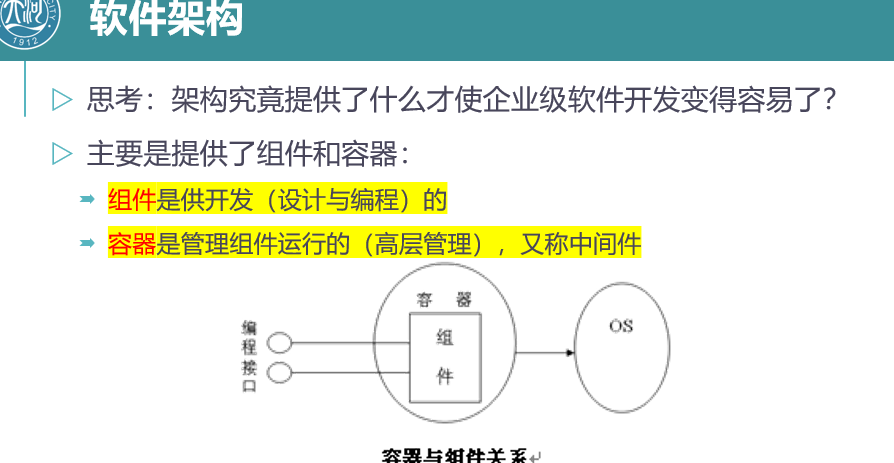 软件架构
1912
思考：架构究竟提供了什么才使企业级软件开发变得容易了？
主要是提供了组件和容器：
组件是供开发（设计与编程）的
容器是管理组件运行的（高层管理），又称中间件
容 器
编程接口
组件
OS
容器与组件关系